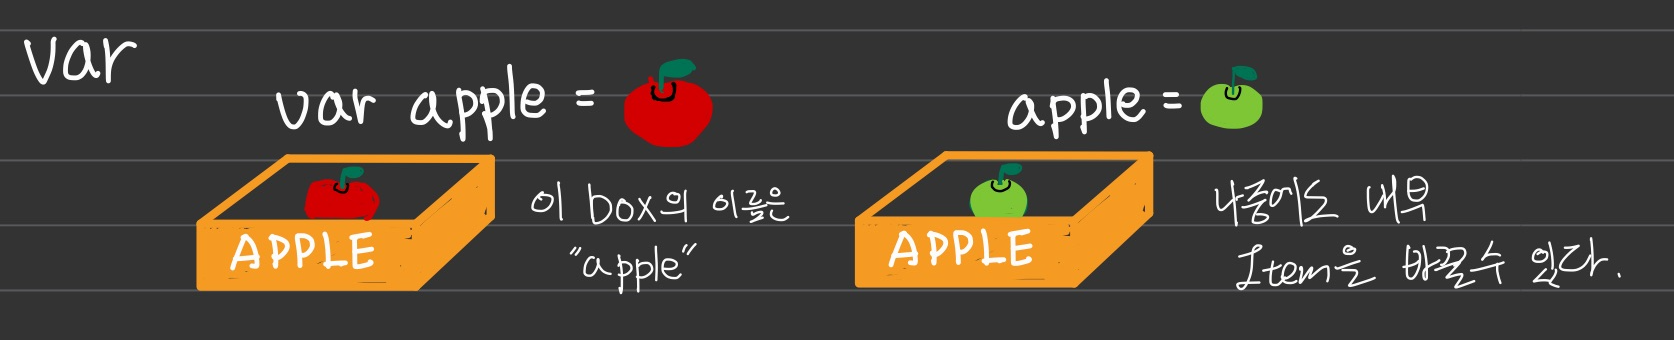 var
var apple =
apple =
APPLE
이 box의 이름은
"apple"
APPLE
나중에도 내부
Item을 바꿀수 있다.